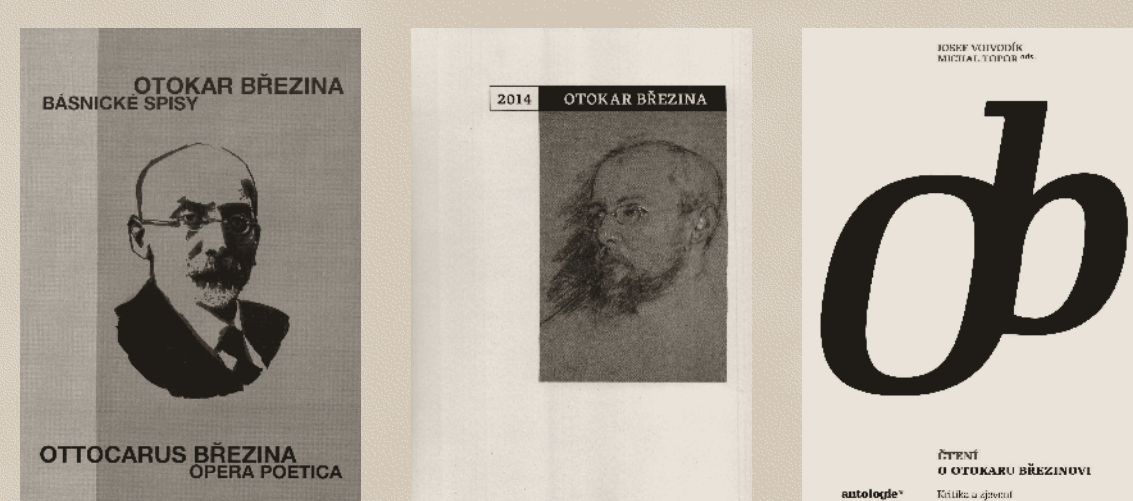 OTOKAR BŘEZINA
BÁSNICKÉ SPISY
OTTOCARUS BŘEZINA
OPERA POETICA
2014 OTOKAR BŘEZINA
JOSEF VOJVODÍK
MICHAL TOPOR eds.
ob
ČTENÍ
O OTOKARU BŘEZINOVI
antologie
Kritika a zjevení